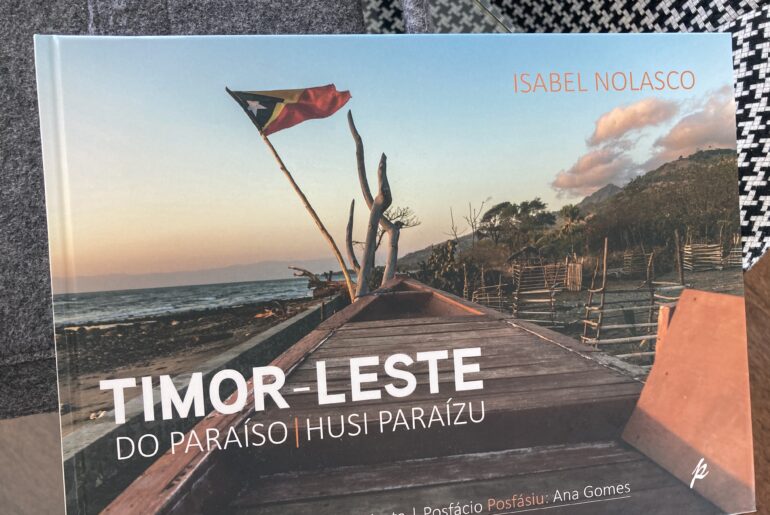 ISABEL NOLASCO
TIMOR-LESTE
DO PARAÍSO | HUSI PARAÍZU
| Posfácio Posfásiu: Ana Gomes
p